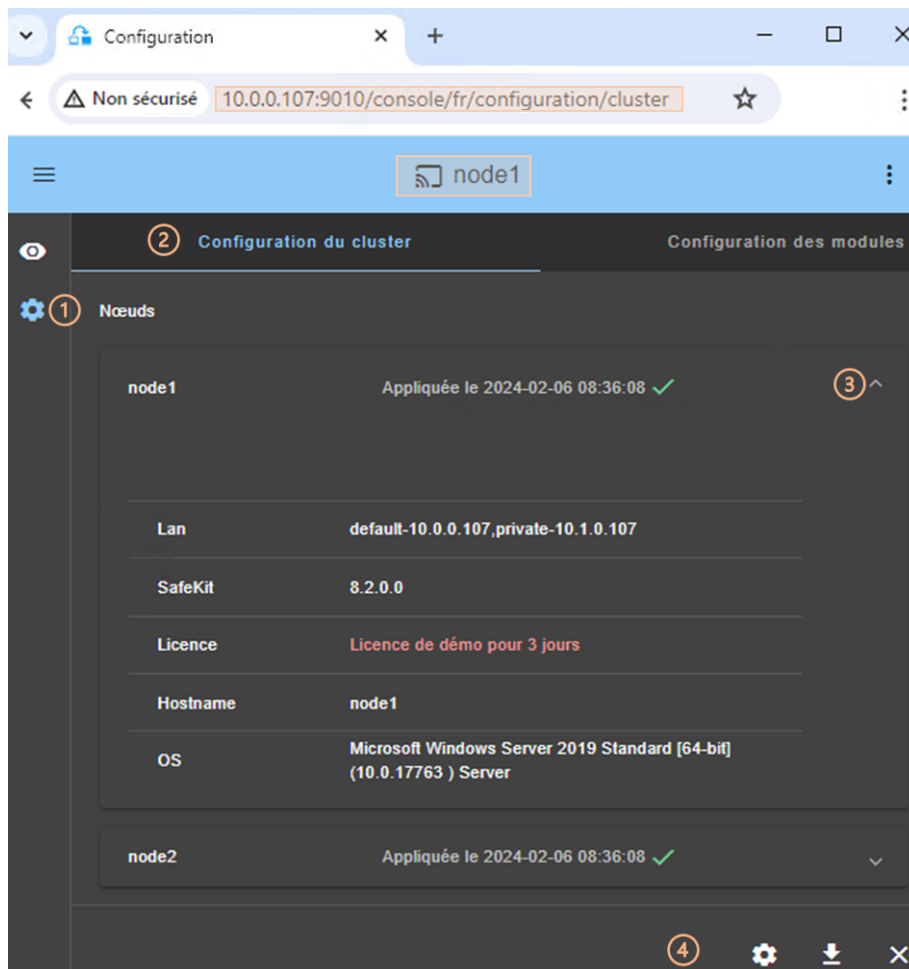 Configuration
Non sécurisé 10.0.0.107:9010/console/fr/configuration/cluster
node1
2 Configuration du cluster Configuration des modules
1 Nœuds
node1 Appliquée le 2024-02-06 08:36:08 3
Lan default-10.0.0.107,private-10.1.0.107
SafeKit 8.2.0.0
Licence Licence de démo pour 3 jours
Hostname node1
OS Microsoft Windows Server 2019 Standard [64-bit]
(10.0.17763 ) Server
node2 Appliquée le 2024-02-06 08:36:08
4